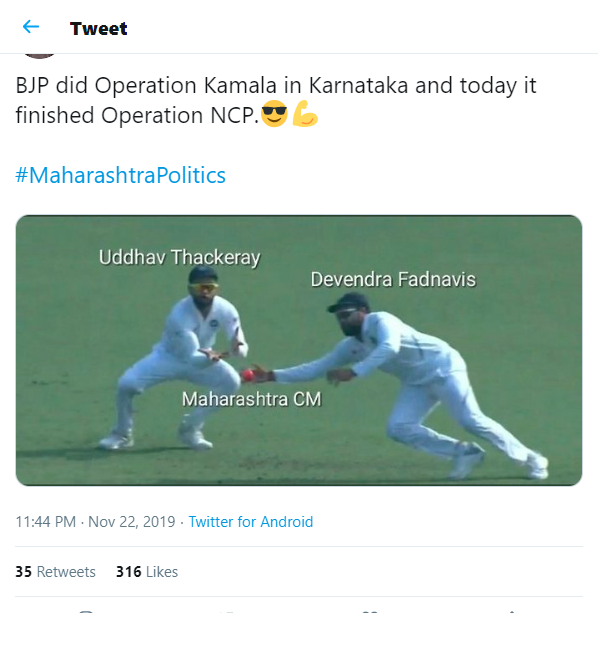 Tweet
BJP did Operation Kamala in Karnataka and today it
finished Operation NCP.😎💪
#MaharashtraPolitics
Uddhav Thackeray
Devendra Fadnavis
Maharashtra CM
11:44 PM · Nov 22, 2019 · Twitter for Android
35 Retweets 316 Likes